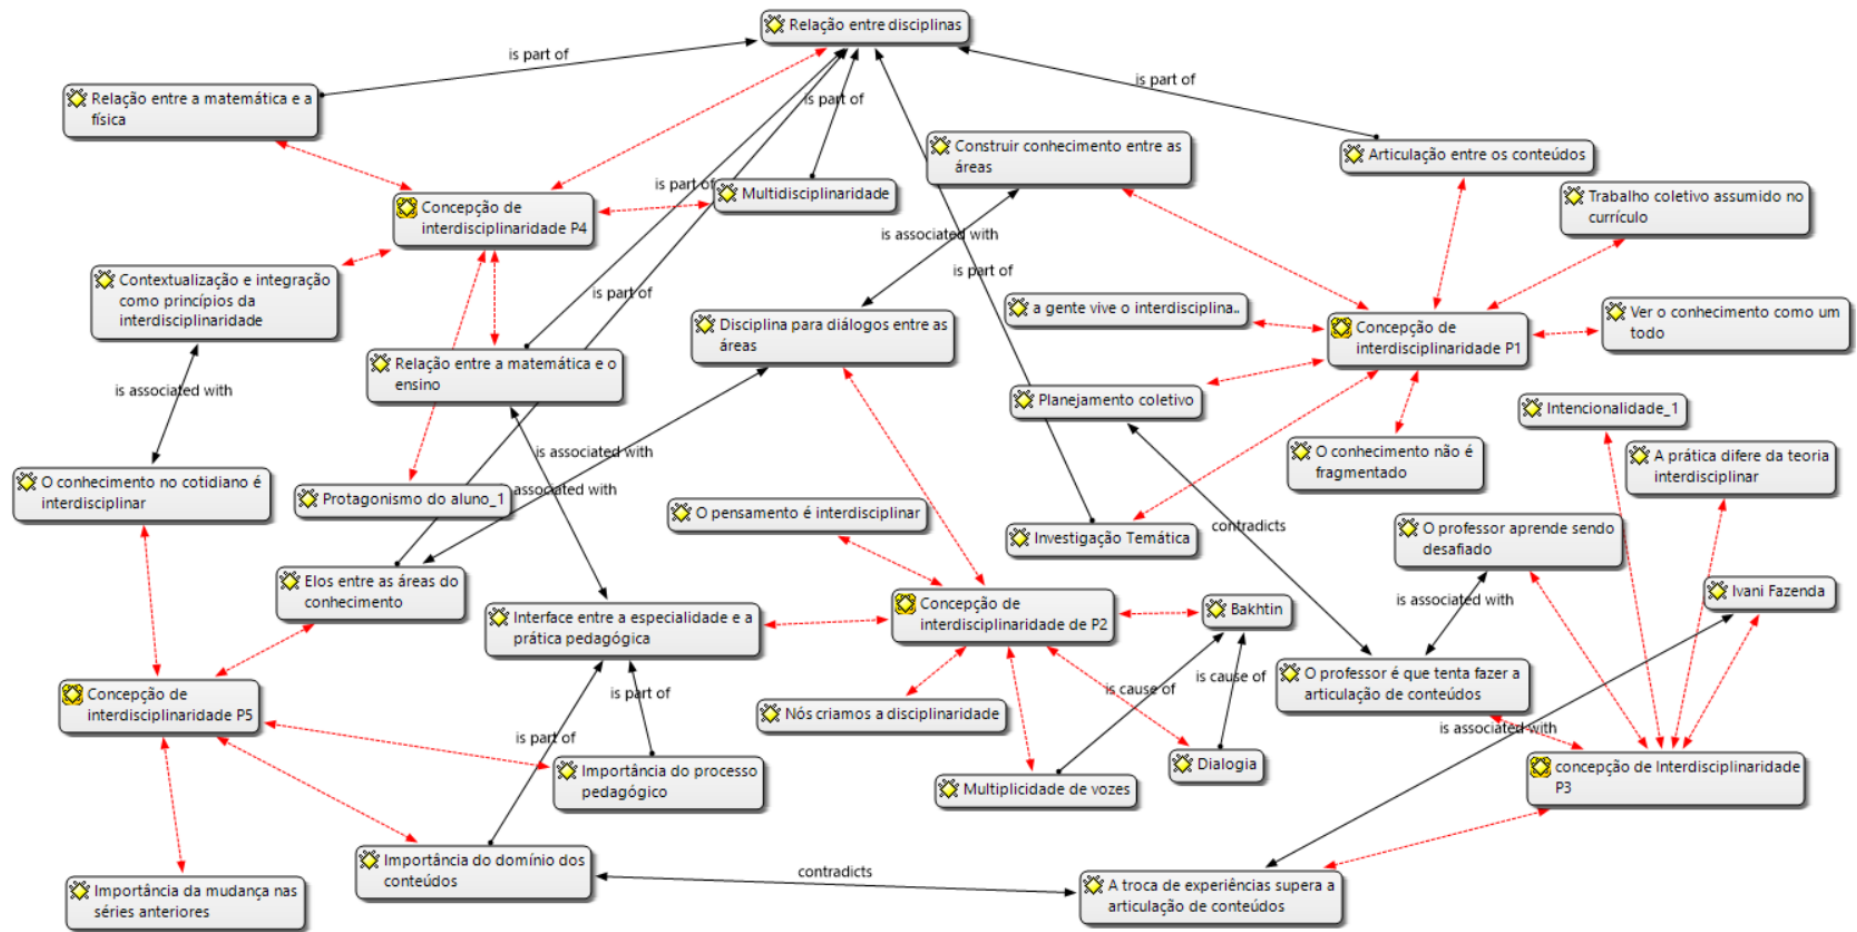 Relação entre disciplinas
is part of
is part of
Relação entre a matemática e a
física
is part of
Construir conhecimento entre as
áreas
Articulação entre os conteúdos
is part of
Multidisciplinaridade
Trabalho coletivo assumido no
currículo
Concepção de
interdisciplinaridade P4
is associated with
is part of
Contextualização e integração
como princípios da
interdisciplinaridade
is part of
a gente vive o interdisciplina..
Ver o conhecimento como um
todo
Disciplina para diálogos entre as
áreas
Concepção de
interdisciplinaridade P1
Relação entre a matemática e o
ensino
is associated with
Planejamento coletivo
Intencionalidade_1
is associated with
O conhecimento não é
fragmentado
A prática difere da teoria
interdisciplinar
O conhecimento no cotidiano é
interdisciplinar
Protagonismo do aluno_1
associated with
O pensamento é interdisciplinar
contradicts
O professor aprende sendo
desafiado
Investigação Temática
Elos entre as áreas do
conhecimento
Ivani Fazenda
is associated with
Interface entre a especialidade e a
prática pedagógica
Concepção de
interdisciplinaridade de P2
Bakhtin
O professor é que tenta fazer a
articulação de conteúdos
is cause of
is cause of
is part of
Concepção de
interdisciplinaridade P5
Nós criamos a disciplinaridade
is associated with
is part of
Dialogia
Importância do processo
pedagógico
Multiplicidade de vozes
concepção de Interdisciplinaridade
P3
Importância do domínio dos
conteúdos
contradicts
Importância da mudança nas
séries anteriores
A troca de experiências supera a
articulação de conteúdos